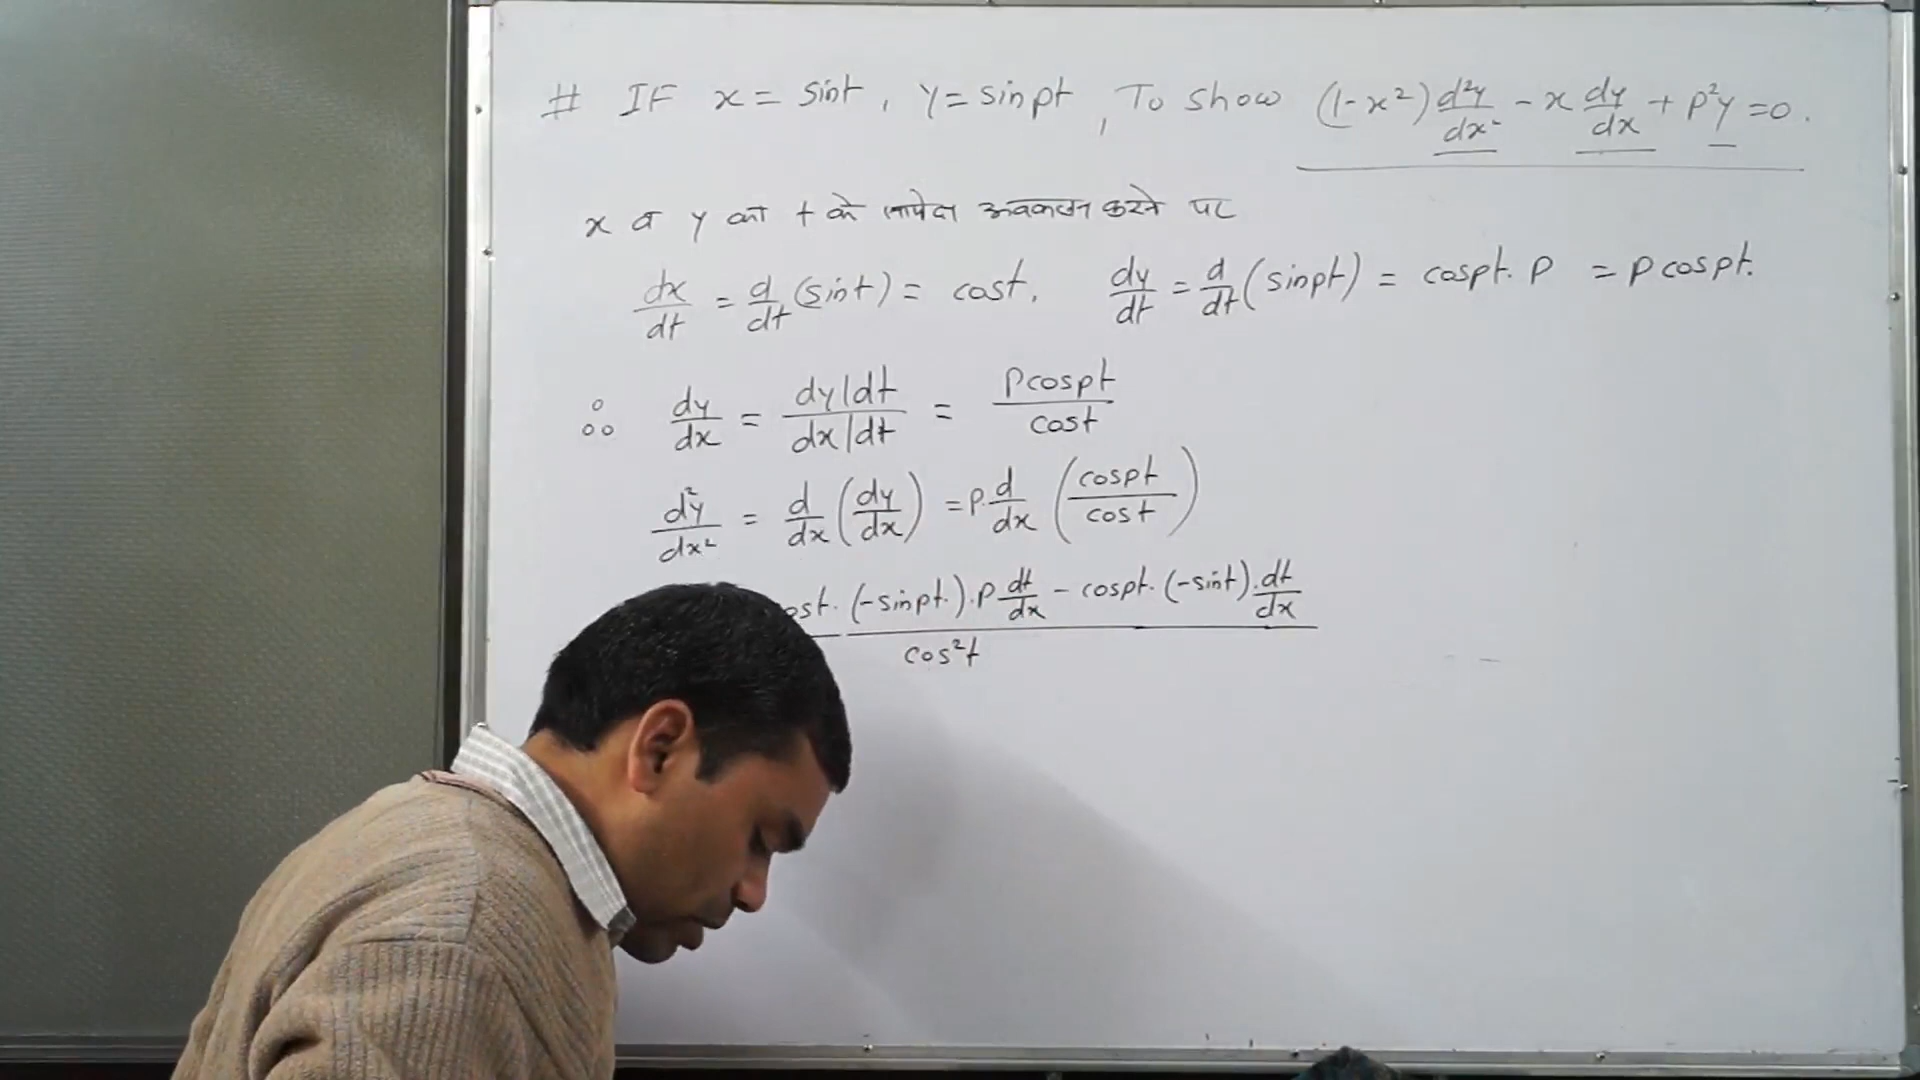 # IF x = sint, y = sinpt, To show (1-x²) d²y/dx² - x dy/dx + p²y = 0.
x व y का t के सापेक्ष अवकलन करने पर
dx/dt = d/dt (sint) = cost, dy/dt = d/dt (sinpt) = cospt. p = p cospt.
∴ dy/dx = dy/dt / dx/dt = pcospt/cost
d²y/dx² = d/dx (dy/dx) = p. d/dx (cospt/cost)
ost. (-sinpt.).p dt/dx - cospt. (-sint). dt/dx
cos²t